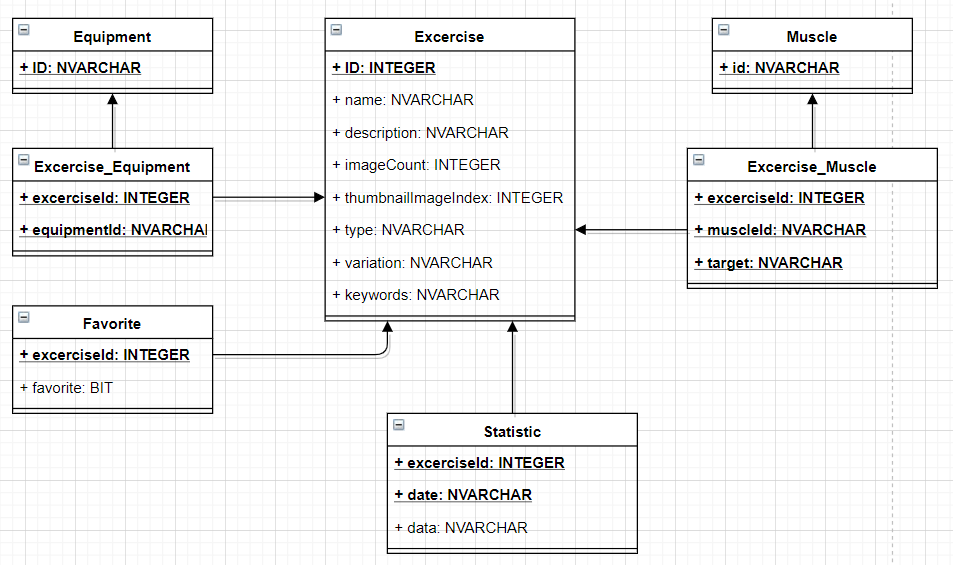 Equipment
+ ID: NVARCHAR
Excercise_Equipment
+ excerciseId: INTEGER
+ equipmentId: NVARCHA
Favorite
+ excerciseId: INTEGER
+ favorite: BIT
Excercise
+ ID: INTEGER
+ name: NVARCHAR
+ description: NVARCHAR
+ imageCount: INTEGER
+ thumbnailImageIndex: INTEGER
+ type: NVARCHAR
+ variation: NVARCHAR
+ keywords: NVARCHAR
Statistic
+ excerciseId: INTEGER
+ date: NVARCHAR
+ data: NVARCHAR
Muscle
+ id: NVARCHAR
Excercise_Muscle
+ excerciseId: INTEGER
+ muscleId: NVARCHAR
+ target: NVARCHAR